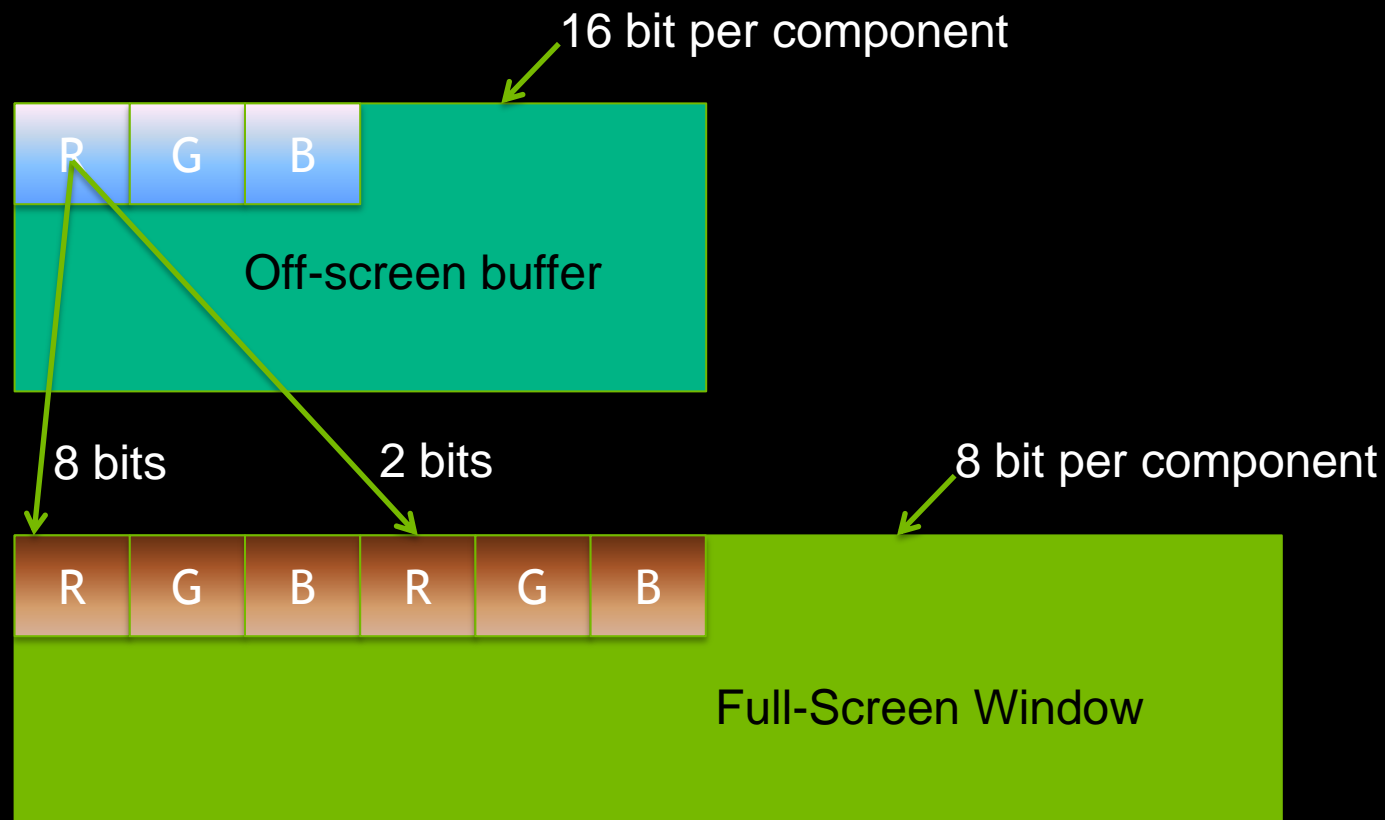 16 bit per component
R G B
Off-screen buffer
8 bits 2 bits 8 bit per component
R G B R G B
Full-Screen Window